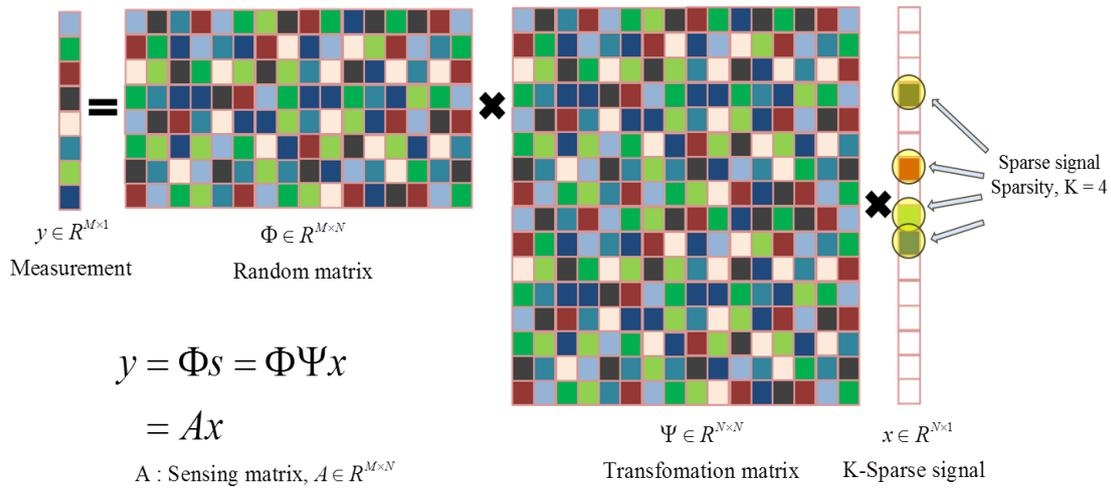 =
×
×
Sparse signal
Sparsity, K = 4
y ∈ R^{M×1}
Measurement
Φ ∈ R^{M×N}
Random matrix
y = Φs = ΦΨx
= Ax
A : Sensing matrix, A ∈ R^{M×N}
Ψ ∈ R^{N×N}
Transfomation matrix
x ∈ R^{N×1}
K-Sparse signal